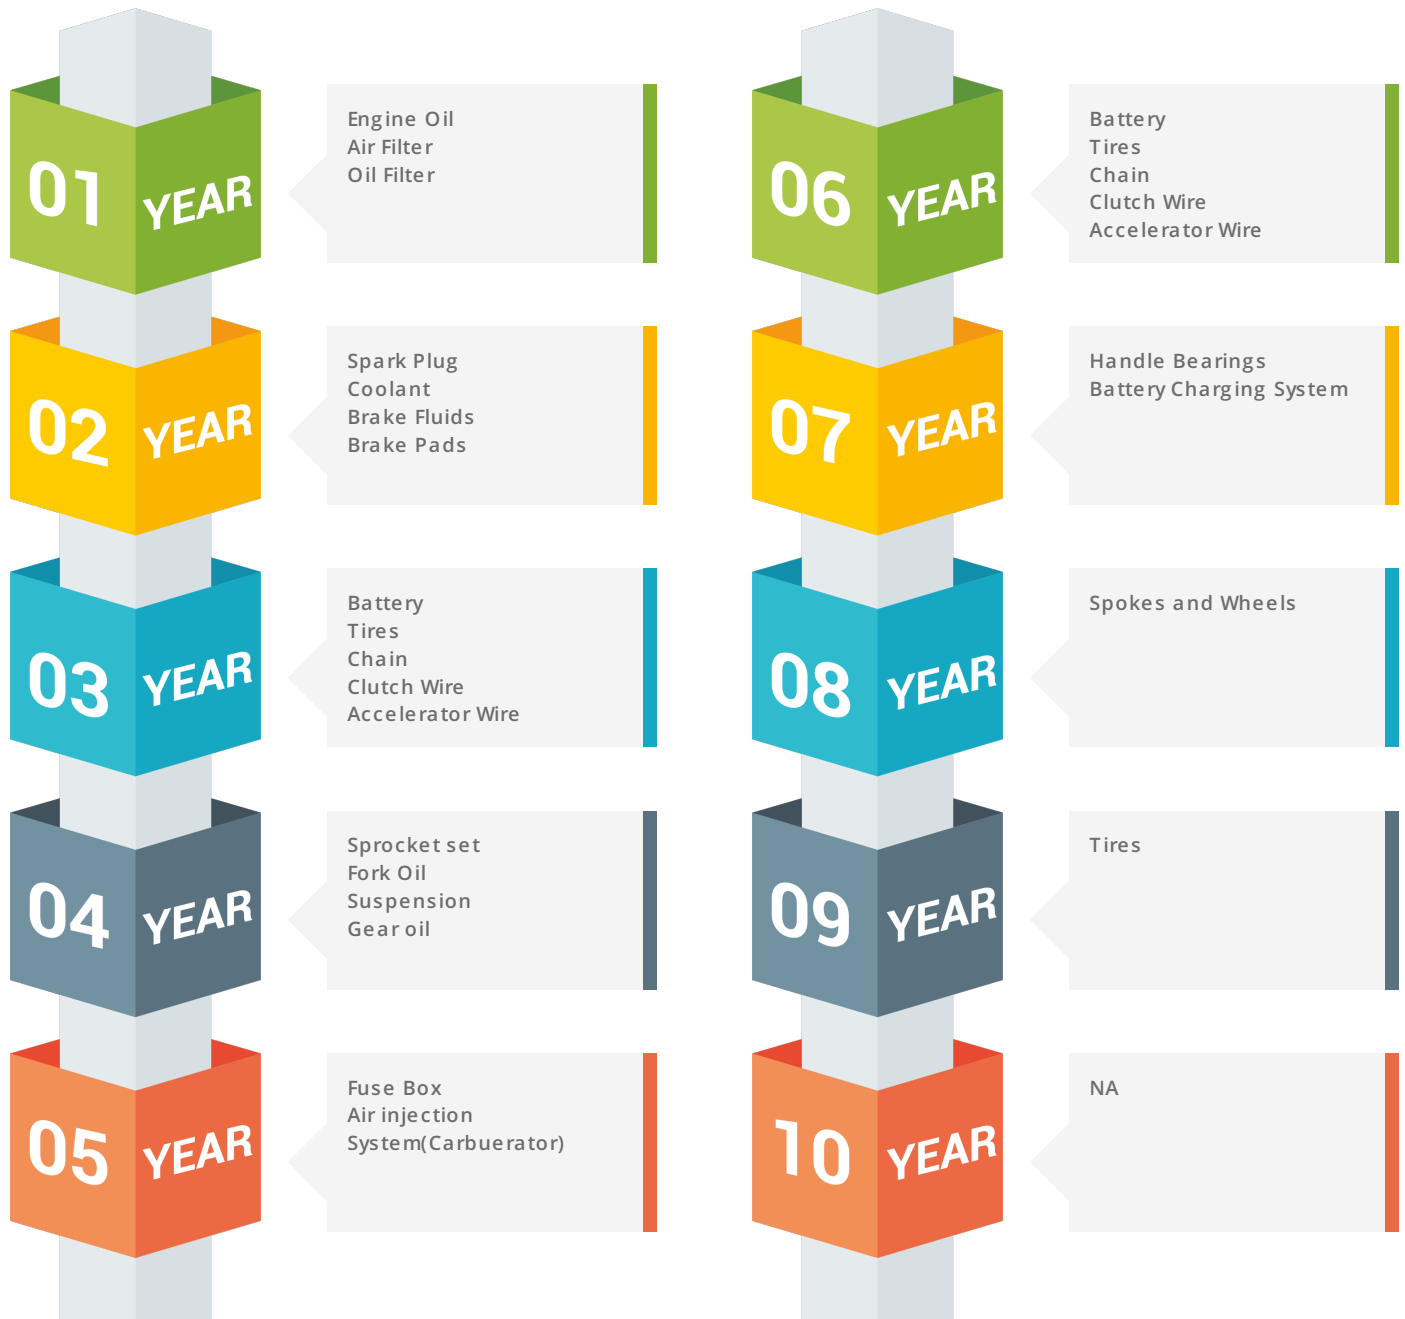 01 YEAR
Engine Oil
Air Filter
Oil Filter
02 YEAR
Spark Plug
Coolant
Brake Fluids
Brake Pads
03 YEAR
Battery
Tires
Chain
Clutch Wire
Accelerator Wire
04 YEAR
Sprocket set
Fork Oil
Suspension
Gear oil
05 YEAR
Fuse Box
Air injection
System(Carbuerator)
06 YEAR
Battery
Tires
Chain
Clutch Wire
Accelerator Wire
07 YEAR
Handle Bearings
Battery Charging System
08 YEAR
Spokes and Wheels
09 YEAR
Tires
10 YEAR
NA